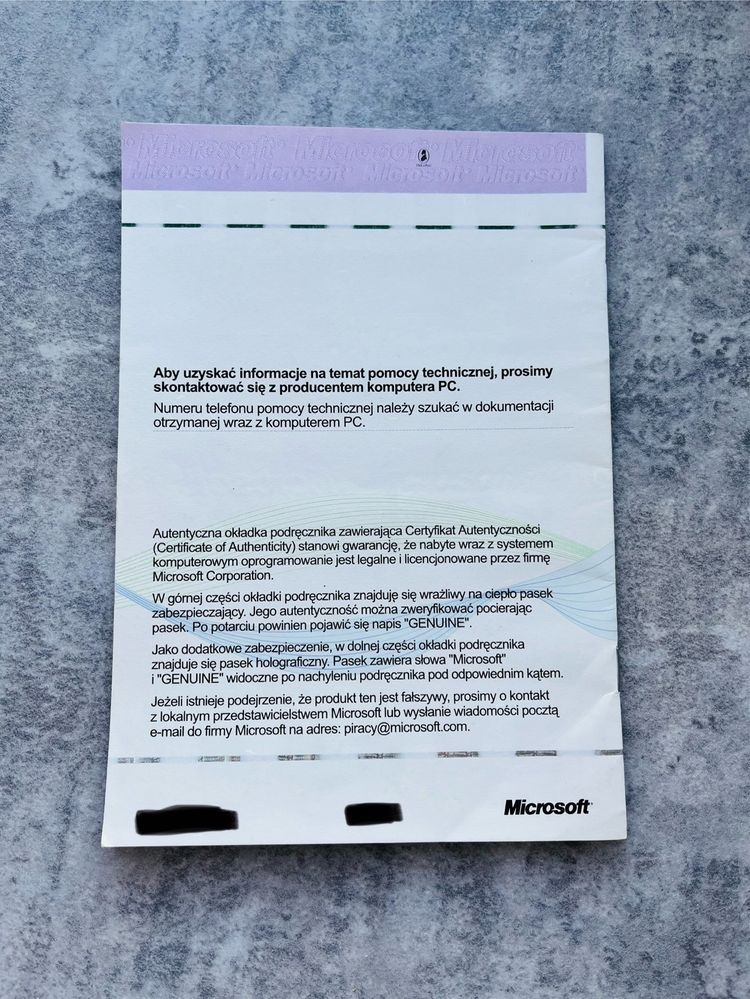 Microsoft® Microsoft® Microsoft
Microsoft® Microsoft® Microsoft® Microsoft
Aby uzyskać informacje na temat pomocy technicznej, prosimy
skontaktować się z producentem komputera PC.
Numeru telefonu pomocy technicznej należy szukać w dokumentacji
otrzymanej wraz z komputerem PC.
Autentyczna okładka podręcznika zawierająca Certyfikat Autentyczności
(Certificate of Authenticity) stanowi gwarancję, że nabyte wraz z systemem
komputerowym oprogramowanie jest legalne i licencjonowane przez firmę
Microsoft Corporation.
W górnej części okładki podręcznika znajduję się wrażliwy na ciepło pasek
zabezpieczający. Jego autentyczność można zweryfikować pocierając
pasek. Po potarciu powinien pojawić się napis "GENUINE".
Jako dodatkowe zabezpieczenie, w dolnej części okładki podręcznika
znajduje się pasek holograficzny. Pasek zawiera słowa "Microsoft"
i "GENUINE" widoczne po nachyleniu podręcznika pod odpowiednim kątem.
Jeżeli istnieje podejrzenie, że produkt ten jest fałszywy, prosimy o kontakt
z lokalnym przedstawicielstwem Microsoft lub wysłanie wiadomości pocztą
e-mail do firmy Microsoft na adres: piracy@microsoft.com.
Microsoft